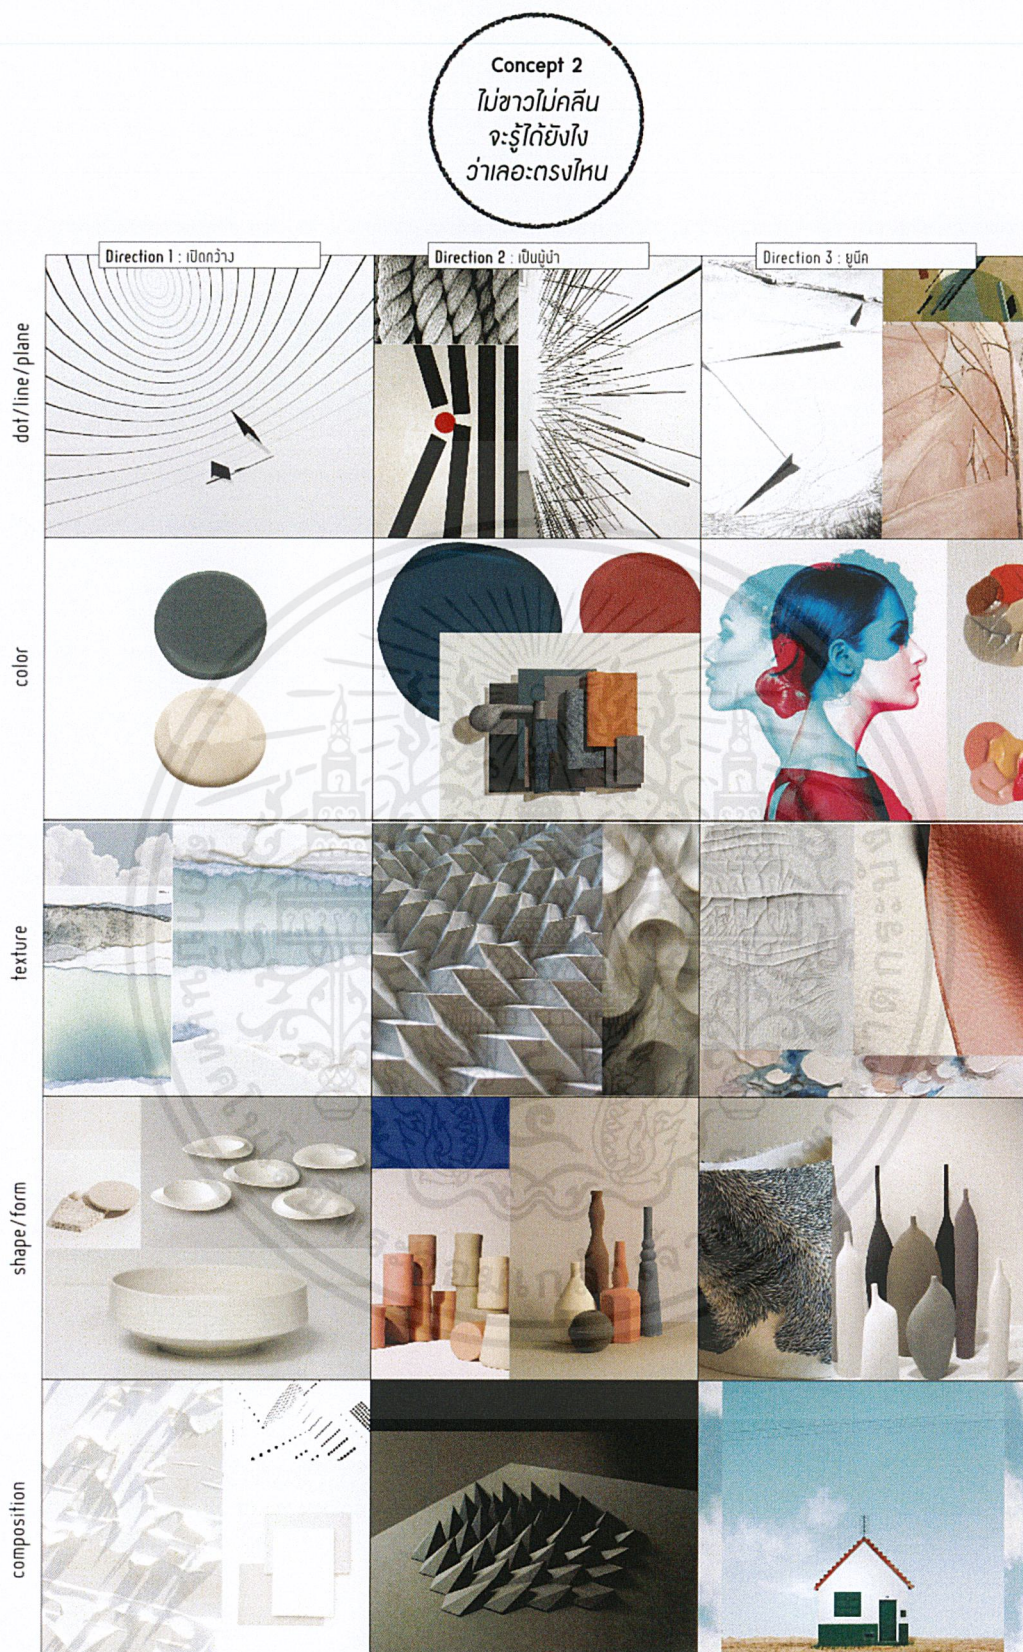 Concept 2
ไม่ขาวไม่คลีน
จะรู้ได้ยังไง
ว่าเลอะตรงไหน
Direction 1 : เปิดกว้าง
Direction 2 : เป็นผู้นำ
Direction 3 : ยูนีค
dot/line/plane
color
texture
shape/form
composition